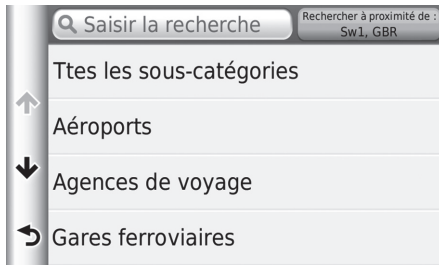 Saisir la recherche
Rechercher à proximité de :
Sw1, GBR
Ttes les sous-catégories
Aéroports
Agences de voyage
Gares ferroviaires